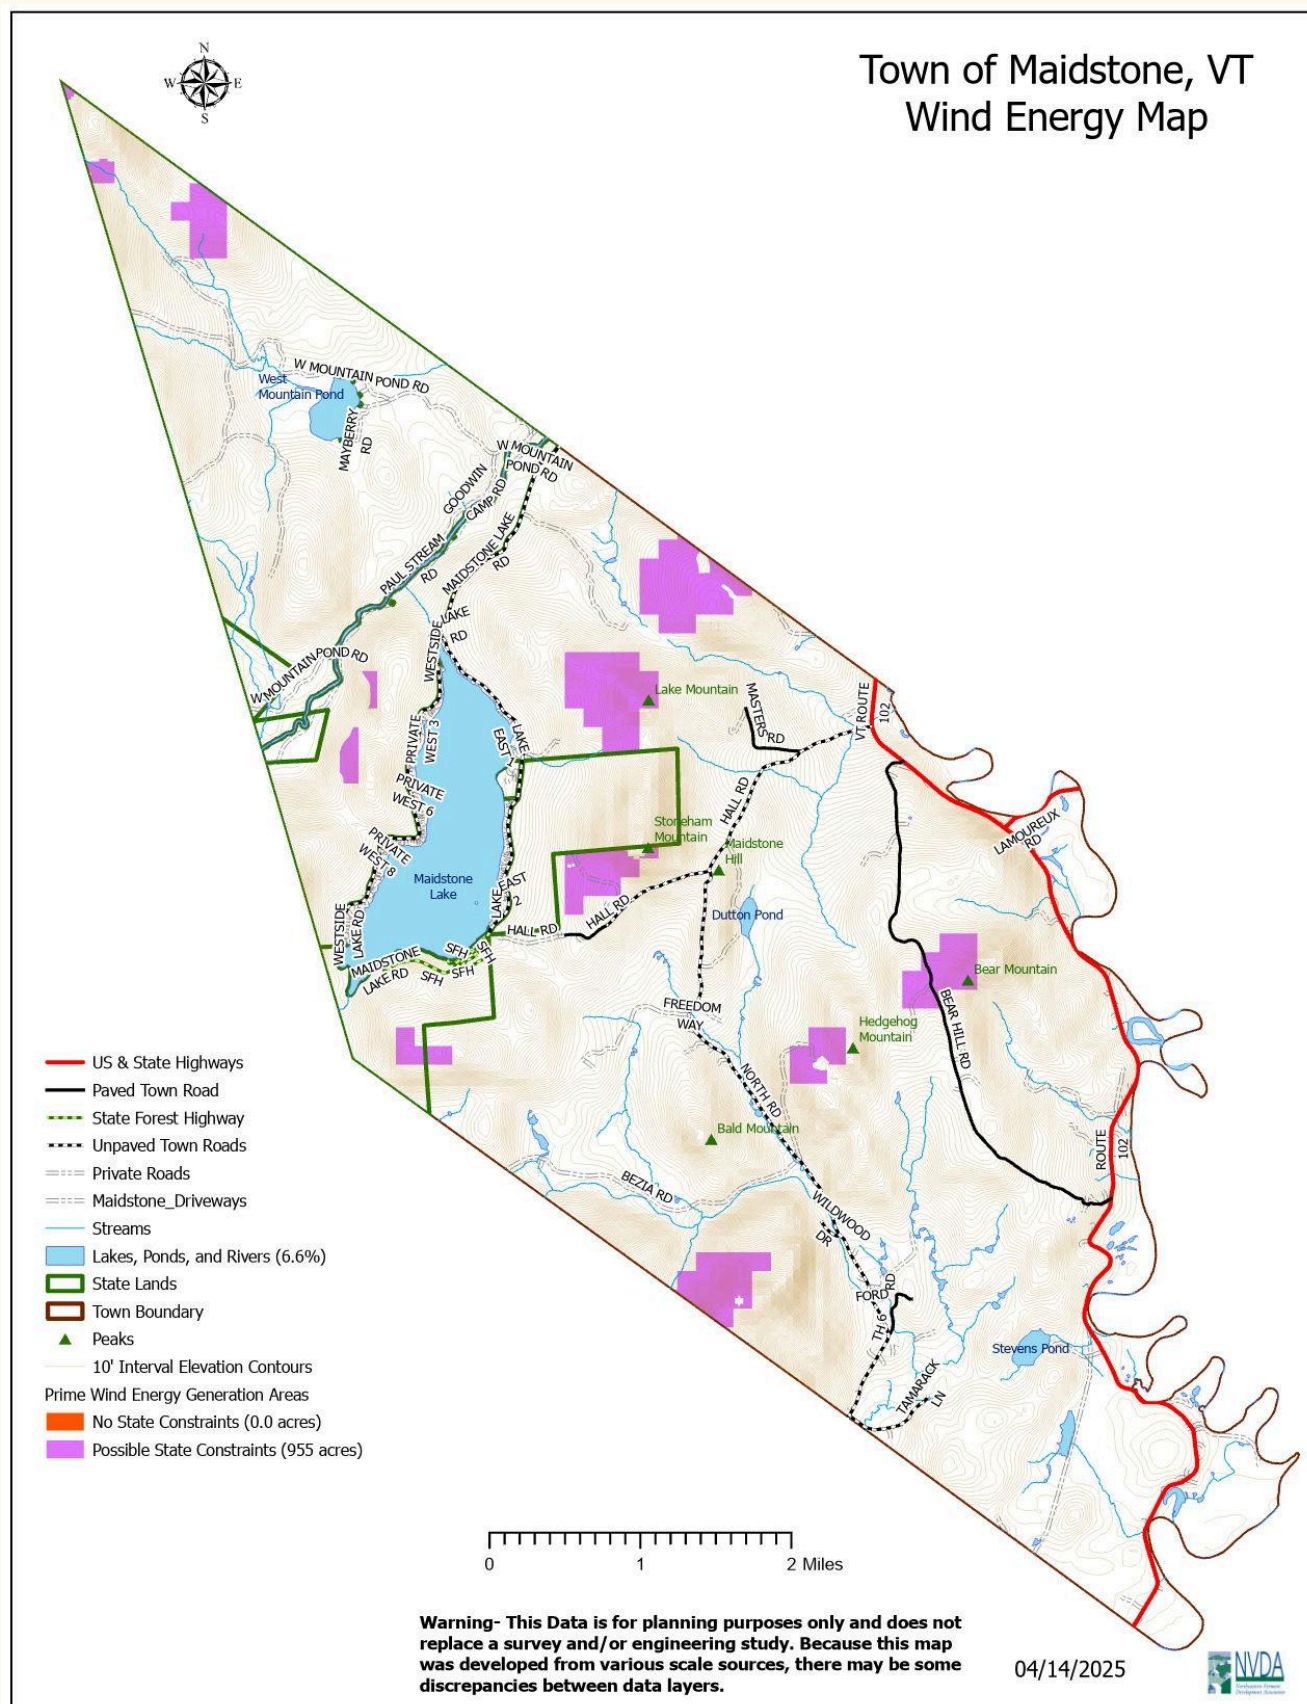 N
W E
S
Town of Maidstone, VT
Wind Energy Map
W MOUNTAIN POND RD
West
Mountain Pond
MAYBERRY
RD
W MOUNTAIN
POND RD
GOODWIN
CAMP RD
PAUL STREAM
RD
MAIDSTONE LAKE
RD
LAKE
RD
WESTSIDE
W MOUNTAIN POND RD
Lake Mountain
MASTERS
RD
VT ROUTE
102
PRIVATE
WEST 3
LAKE
EAST 1
PRIVATE
WEST 6
HALL RD
LAMOUREUX
RD
Stoneham
Mountain
Maidstone
Hill
PRIVATE
WEST 8
Maidstone
Lake
LAKE
EAST
2
HALL RD
HALL RD
Dutton Pond
WESTSIDE
LAKE RD
MAIDSTONE
LAKE RD
SFH
SFH
SFH
SFH
Bear Mountain
BEAR HILL RD
FREEDOM
WAY
Hedgehog
Mountain
NORTH RD
Bald Mountain
ROUTE
102
BEZIA RD
WILDWOOD
DR
FORD
RD
TH 6
Stevens Pond
TAMARACK
LN
US & State Highways
Paved Town Road
State Forest Highway
Unpaved Town Roads
Private Roads
Maidstone_Driveways
Streams
Lakes, Ponds, and Rivers (6.6%)
State Lands
Town Boundary
Peaks
10' Interval Elevation Contours
Prime Wind Energy Generation Areas
No State Constraints (0.0 acres)
Possible State Constraints (955 acres)
0 1 2 Miles
Warning- This Data is for planning purposes only and does not
replace a survey and/or engineering study. Because this map
was developed from various scale sources, there may be some
discrepancies between data layers.
04/14/2025
NVDA
Northeastern Vermont
Development Association